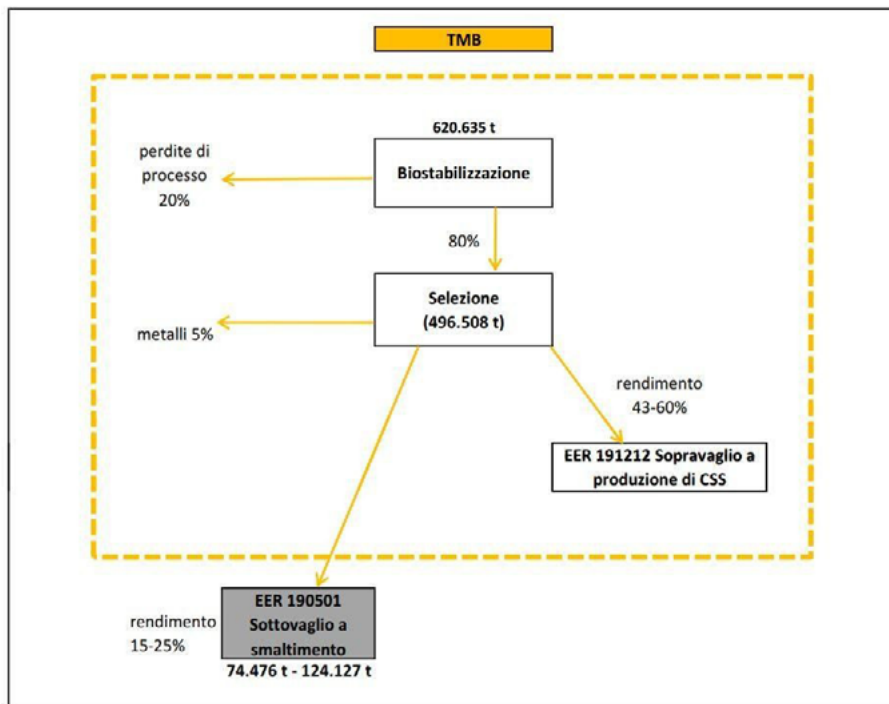 TMB
620.635 t
Biostabilizzazione
perdite di
processo
20%
80%
Selezione
(496.508 t)
metalli 5%
rendimento
43-60%
EER 191212 Sopravaglio a
produzione di CSS
EER 190501
Sottovaglio a
smaltimento
rendimento
15-25%
74.476 t - 124.127 t